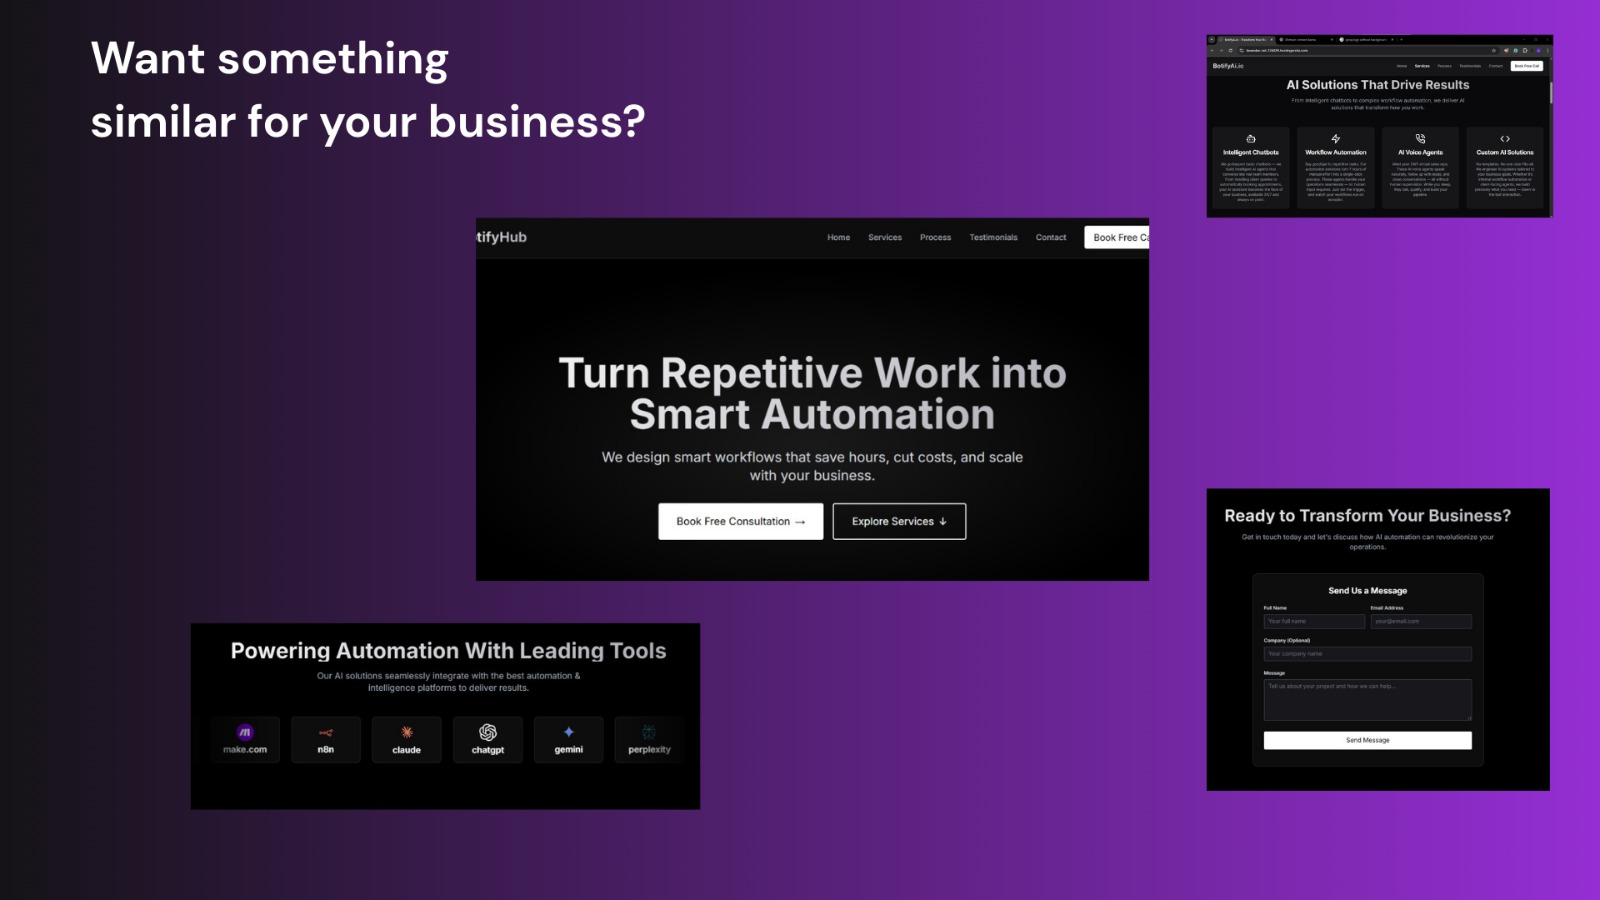 Want something
similar for your business?
BotifyAi.io
Home Services Process Testimonials Contact Book Free Call
AI Solutions That Drive Results
From intelligent chatbots to complex workflow automation, we deliver AI
solutions that transform how you work.
Intelligent Chatbots
Workflow Automation
AI Voice Agents
Custom AI Solutions
tifyHub
Home Services Process Testimonials Contact Book Free Ca
Turn Repetitive Work into
Smart Automation
We design smart workflows that save hours, cut costs, and scale
with your business.
Book Free Consultation →
Explore Services ↓
Ready to Transform Your Business?
Get in touch today and let's discuss how AI automation can revolutionize your
operations.
Send Us a Message
Full Name Email Address
Your full name your@email.com
Company (Optional)
Your company name
Message
Tell us about your project and how we can help...
Send Message
Powering Automation With Leading Tools
Our AI solutions seamlessly integrate with the best automation &
intelligence platforms to deliver results.
make.com n8n claude chatgpt gemini perplexity